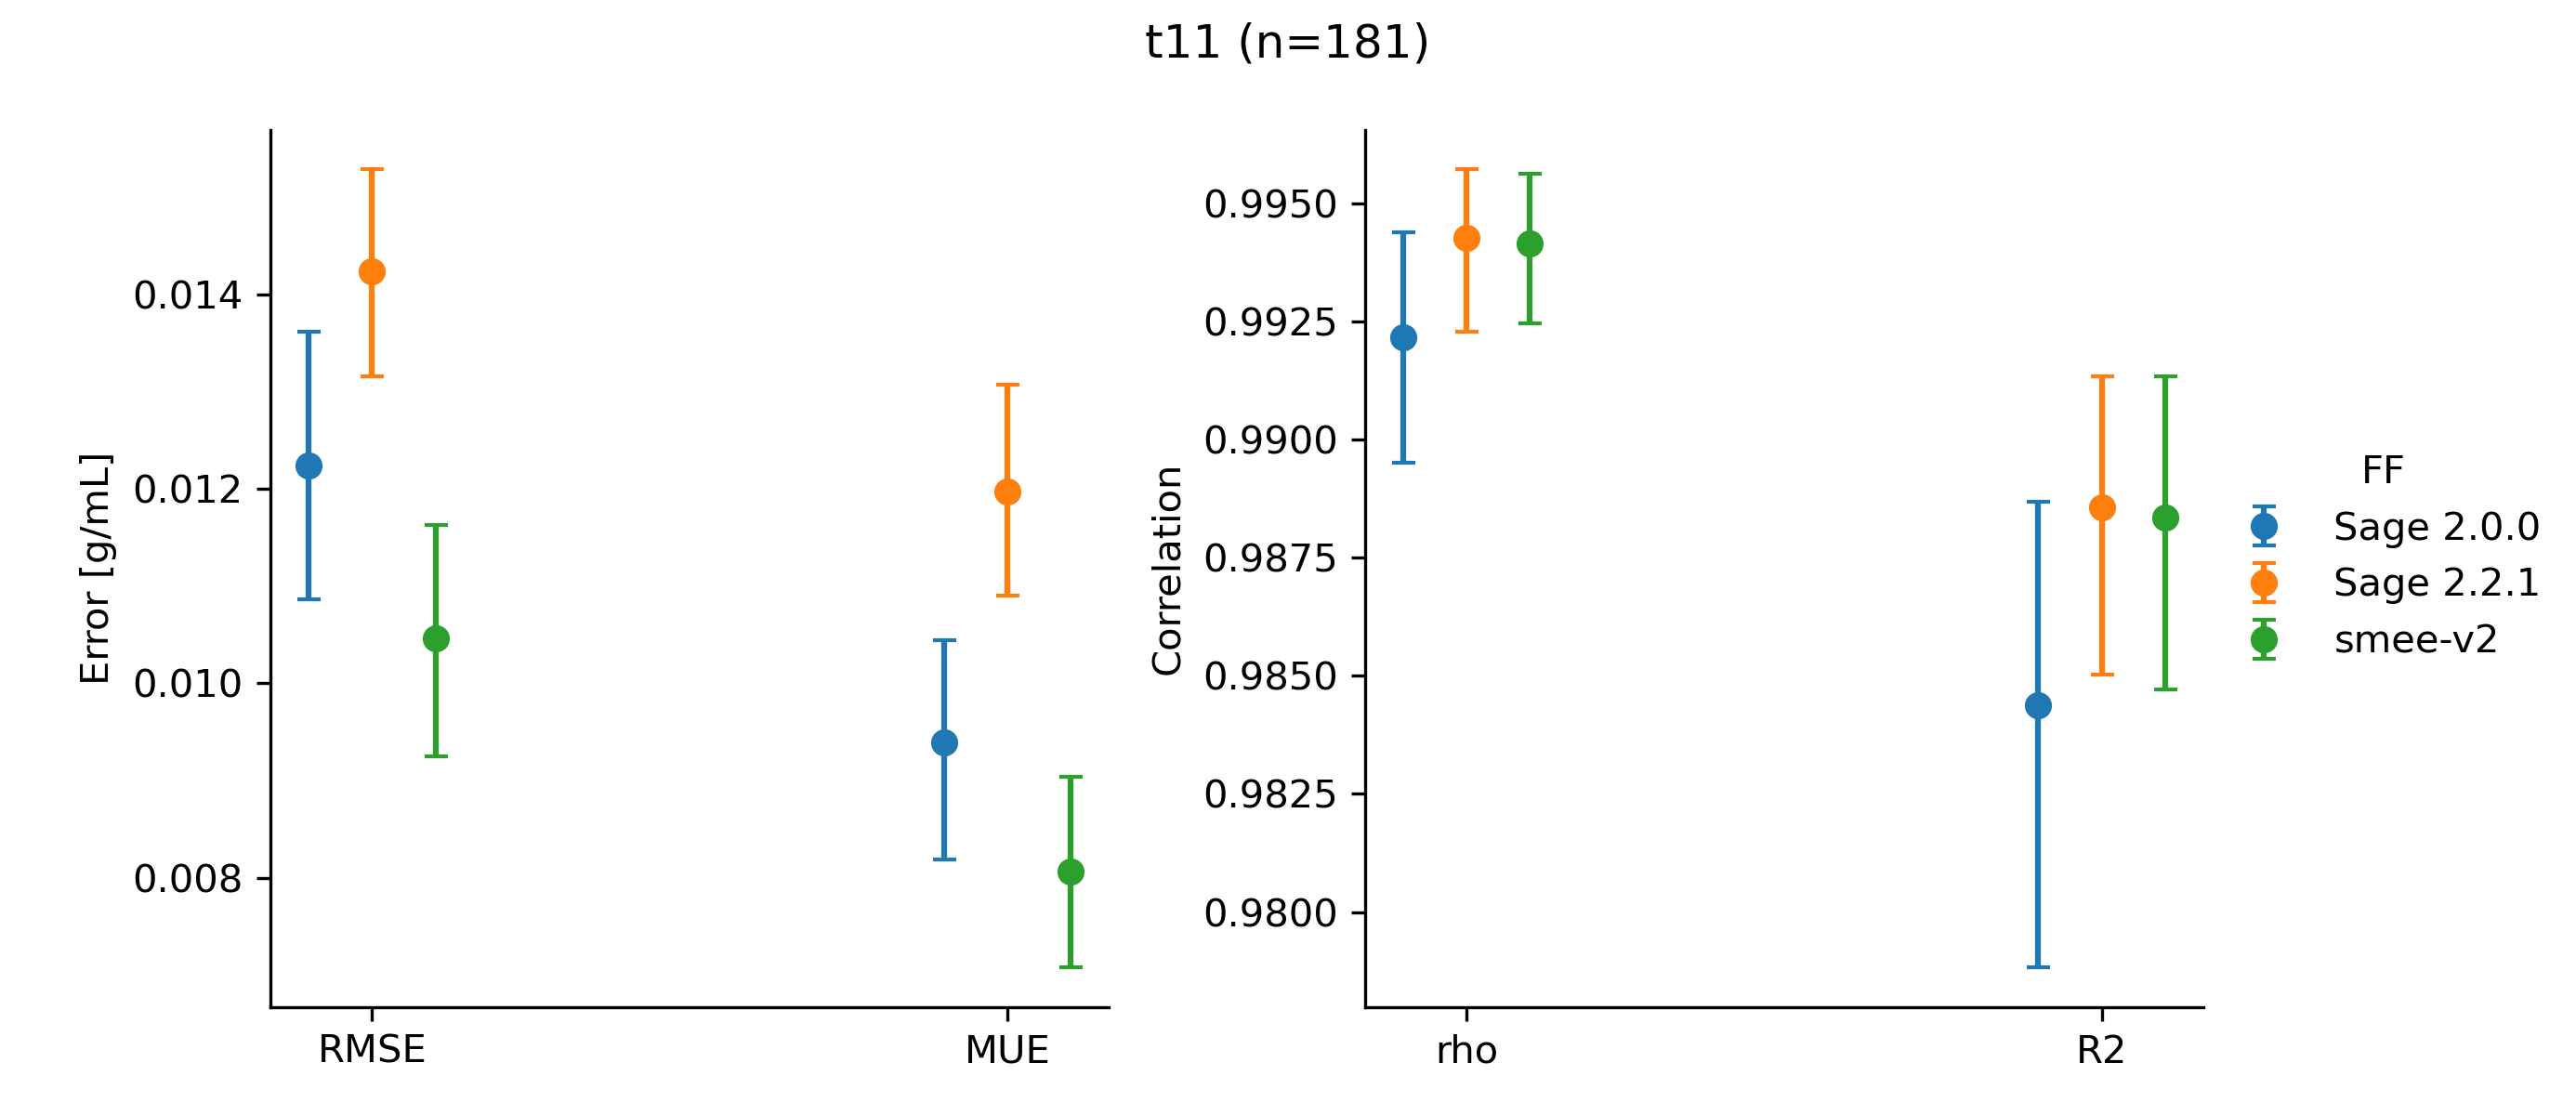 t11 (n=181)
Error [g/mL]
0.014
0.012
0.010
0.008
RMSE
MUE
Correlation
0.9950
0.9925
0.9900
0.9875
0.9850
0.9825
0.9800
rho
R2
FF
Sage 2.0.0
Sage 2.2.1
smee-v2